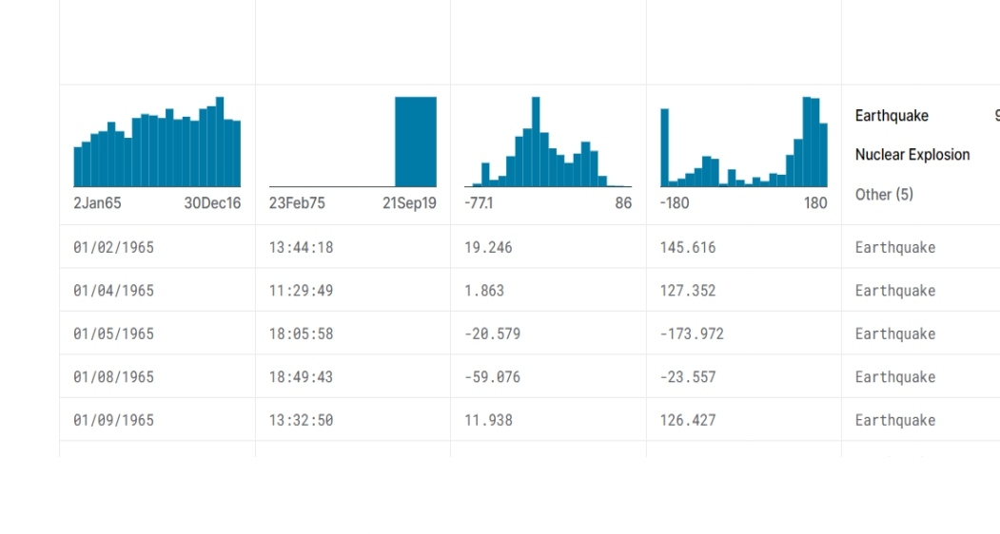 Earthquake 9
Nuclear Explosion
Other (5)
2Jan65 30Dec16 23Feb75 21Sep19 -77.1 86 -180 180
01/02/1965 13:44:18 19.246 145.616 Earthquake
01/04/1965 11:29:49 1.863 127.352 Earthquake
01/05/1965 18:05:58 -20.579 -173.972 Earthquake
01/08/1965 18:49:43 -59.076 -23.557 Earthquake
01/09/1965 13:32:50 11.938 126.427 Earthquake